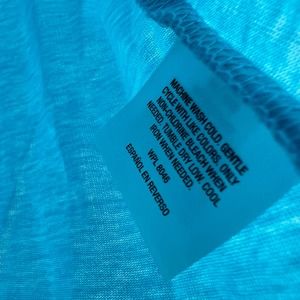 MACHINE WASH COLD, GENTLE
CYCLE WITH LIKE COLORS. ONLY
NON-CHLORINE BLEACH WHEN
NEEDED. TUMBLE DRY LOW. COOL
IRON WHEN NEEDED.
WPL 8046
ESPAÑOL EN REVERSO